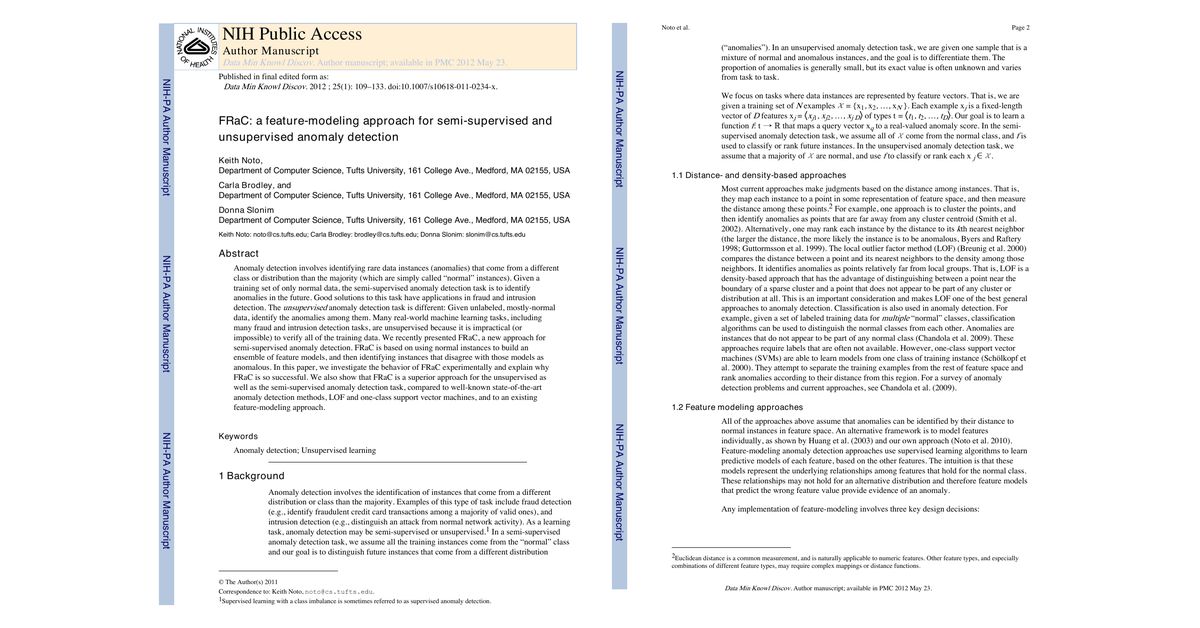 NIH Public Access
Author Manuscript
Data Min Knowl Discov. Author manuscript; available in PMC 2012 May 23.
NATIONAL INSTITUTES OF HEALTH
NIH-PA Author Manuscript
NIH-PA Author Manuscript
NIH-PA Author Manuscript
Published in final edited form as:
Data Min Knowl Discov. 2012 ; 25(1): 109–133. doi:10.1007/s10618-011-0234-x.
FRaC: a feature-modeling approach for semi-supervised and
unsupervised anomaly detection
Keith Noto,
Department of Computer Science, Tufts University, 161 College Ave., Medford, MA 02155, USA
Carla Brodley, and
Department of Computer Science, Tufts University, 161 College Ave., Medford, MA 02155, USA
Donna Slonim
Department of Computer Science, Tufts University, 161 College Ave., Medford, MA 02155, USA
Keith Noto: noto@cs.tufts.edu; Carla Brodley: brodley@cs.tufts.edu; Donna Slonim: slonim@cs.tufts.edu
Abstract
Anomaly detection involves identifying rare data instances (anomalies) that come from a different
class or distribution than the majority (which are simply called “normal” instances). Given a
training set of only normal data, the semi-supervised anomaly detection task is to identify
anomalies in the future. Good solutions to this task have applications in fraud and intrusion
detection. The unsupervised anomaly detection task is different: Given unlabeled, mostly-normal
data, identify the anomalies among them. Many real-world machine learning tasks, including
many fraud and intrusion detection tasks, are unsupervised because it is impractical (or
impossible) to verify all of the training data. We recently presented FRaC, a new approach for
semi-supervised anomaly detection. FRaC is based on using normal instances to build an
ensemble of feature models, and then identifying instances that disagree with those models as
anomalous. In this paper, we investigate the behavior of FRaC experimentally and explain why
FRaC is so successful. We also show that FRaC is a superior approach for the unsupervised as
well as the semi-supervised anomaly detection task, compared to well-known state-of-the-art
anomaly detection methods, LOF and one-class support vector machines, and to an existing
feature-modeling approach.
Keywords
Anomaly detection; Unsupervised learning
1 Background
Anomaly detection involves the identification of instances that come from a different
distribution or class than the majority. Examples of this type of task include fraud detection
(e.g., identify fraudulent credit card transactions among a majority of valid ones), and
intrusion detection (e.g., distinguish an attack from normal network activity). As a learning
task, anomaly detection may be semi-supervised or unsupervised.1 In a semi-supervised
anomaly detection task, we assume all the training instances come from the “normal” class
and our goal is to distinguish future instances that come from a different distribution
© The Author(s) 2011
Correspondence to: Keith Noto, noto@cs.tufts.edu.
1Supervised learning with a class imbalance is sometimes referred to as supervised anomaly detection.
Noto et al.
Page 2
NIH-PA Author Manuscript
NIH-PA Author Manuscript
NIH-PA Author Manuscript
(“anomalies”). In an unsupervised anomaly detection task, we are given one sample that is a
mixture of normal and anomalous instances, and the goal is to differentiate them. The
proportion of anomalies is generally small, but its exact value is often unknown and varies
from task to task.
We focus on tasks where data instances are represented by feature vectors. That is, we are
given a training set of N examples 𝒳 = {x1, x2, …, xN}. Each example xj is a fixed-length
vector of D features xj = ⟨xj1, xj2, …, xjD⟩ of types t = ⟨t1, t2, …, tD⟩. Our goal is to learn a
function f: t → ℝ that maps a query vector xq to a real-valued anomaly score. In the semi-
supervised anomaly detection task, we assume all of 𝒳 come from the normal class, and f is
used to classify or rank future instances. In the unsupervised anomaly detection task, we
assume that a majority of 𝒳 are normal, and use f to classify or rank each x j ∈ 𝒳.
1.1 Distance- and density-based approaches
Most current approaches make judgments based on the distance among instances. That is,
they map each instance to a point in some representation of feature space, and then measure
the distance among these points.2 For example, one approach is to cluster the points, and
then identify anomalies as points that are far away from any cluster centroid (Smith et al.
2002). Alternatively, one may rank each instance by the distance to its kth nearest neighbor
(the larger the distance, the more likely the instance is to be anomalous, Byers and Raftery
1998; Guttormsson et al. 1999). The local outlier factor method (LOF) (Breunig et al. 2000)
compares the distance between a point and its nearest neighbors to the density among those
neighbors. It identifies anomalies as points relatively far from local groups. That is, LOF is a
density-based approach that has the advantage of distinguishing between a point near the
boundary of a sparse cluster and a point that does not appear to be part of any cluster or
distribution at all. This is an important consideration and makes LOF one of the best general
approaches to anomaly detection. Classification is also used in anomaly detection. For
example, given a set of labeled training data for multiple “normal” classes, classification
algorithms can be used to distinguish the normal classes from each other. Anomalies are
instances that do not appear to be part of any normal class (Chandola et al. 2009). These
approaches require labels that are often not available. However, one-class support vector
machines (SVMs) are able to learn models from one class of training instance (Schölkopf et
al. 2000). They attempt to separate the training examples from the rest of feature space and
rank anomalies according to their distance from this region. For a survey of anomaly
detection problems and current approaches, see Chandola et al. (2009).
1.2 Feature modeling approaches
All of the approaches above assume that anomalies can be identified by their distance to
normal instances in feature space. An alternative framework is to model features
individually, as shown by Huang et al. (2003) and our own approach (Noto et al. 2010).
Feature-modeling anomaly detection approaches use supervised learning algorithms to learn
predictive models of each feature, based on the other features. The intuition is that these
models represent the underlying relationships among features that hold for the normal class.
These relationships may not hold for an alternative distribution and therefore feature models
that predict the wrong feature value provide evidence of an anomaly.
Any implementation of feature-modeling involves three key design decisions:
2Euclidean distance is a common measurement, and is naturally applicable to numeric features. Other feature types, and especially
combinations of different feature types, may require complex mappings or distance functions.
Data Min Knowl Discov. Author manuscript; available in PMC 2012 May 23.